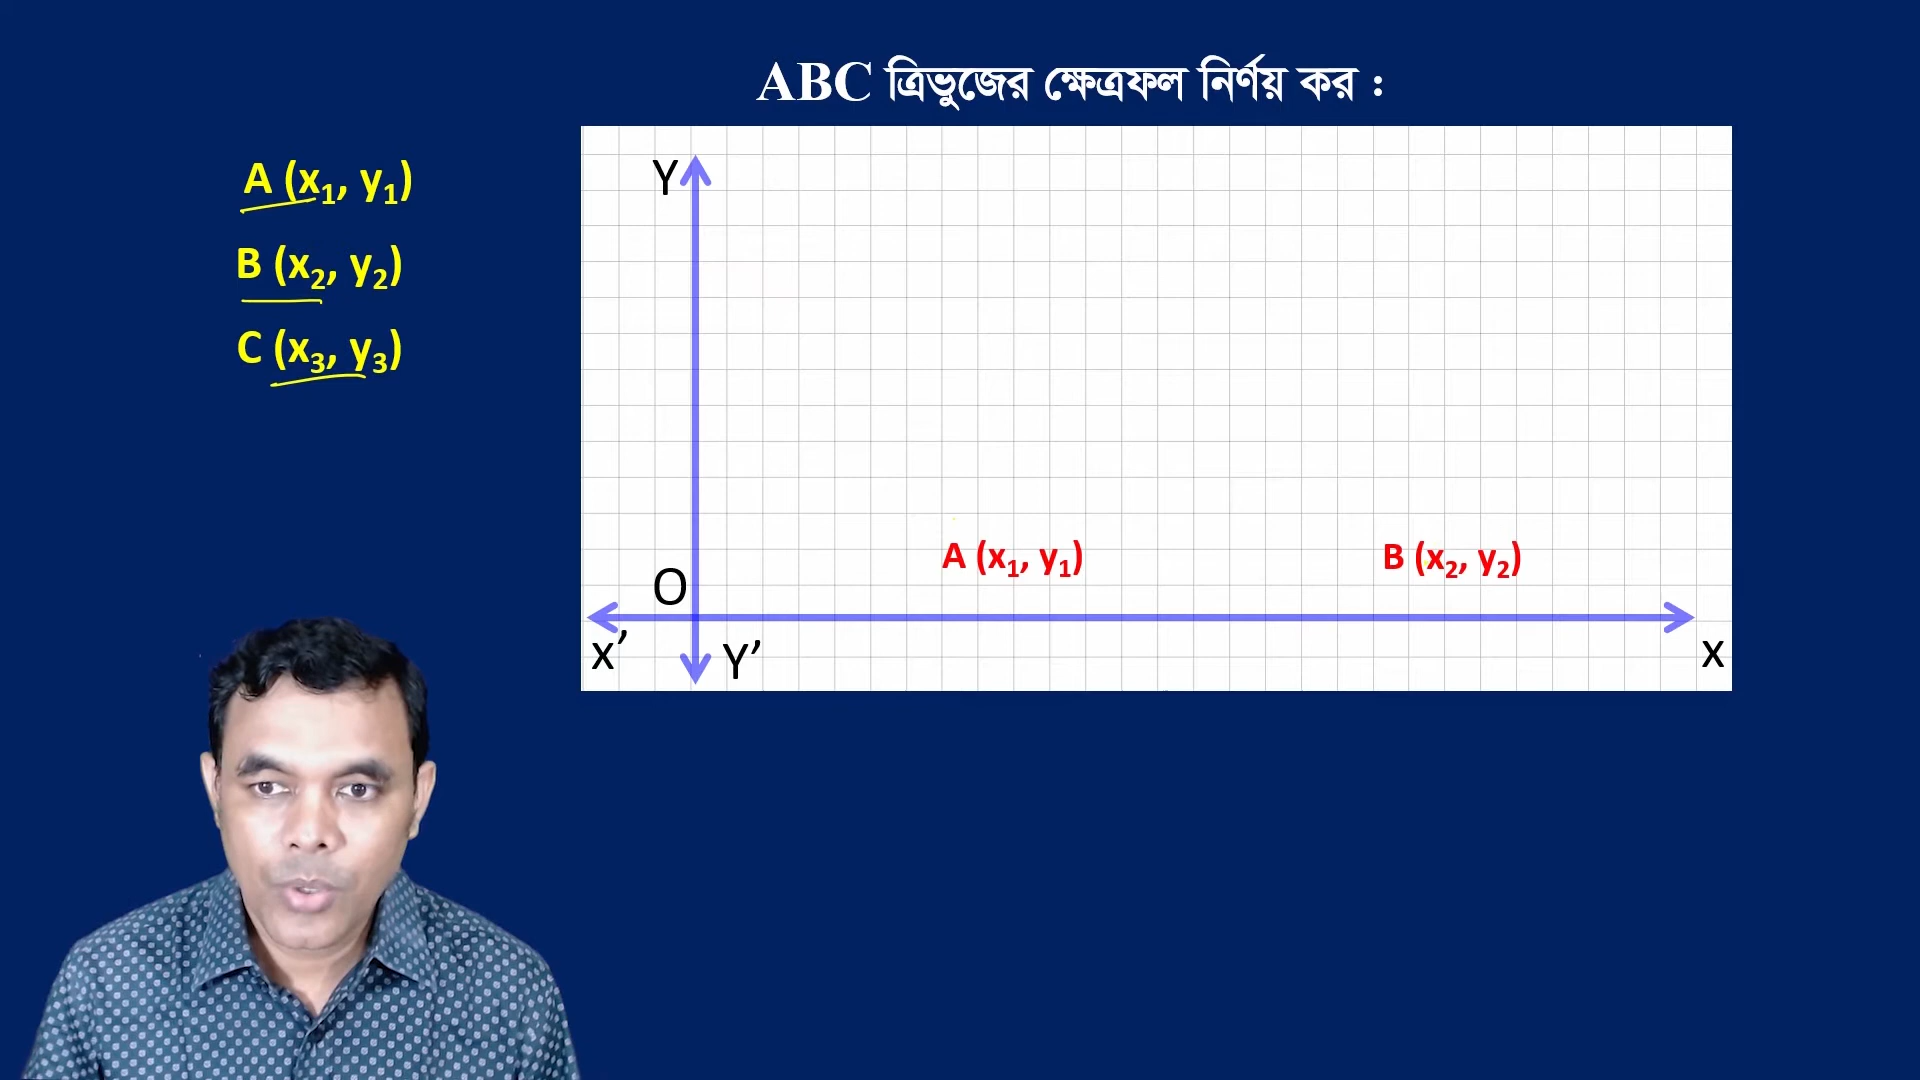 ABC ত্রিভুজের ক্ষেত্রফল নির্ণয় কর :
A (x₁, y₁)
B (x₂, y₂)
C (x₃, y₃)
Y
A (x₁, y₁)
B (x₂, y₂)
O
x’
Y’
x